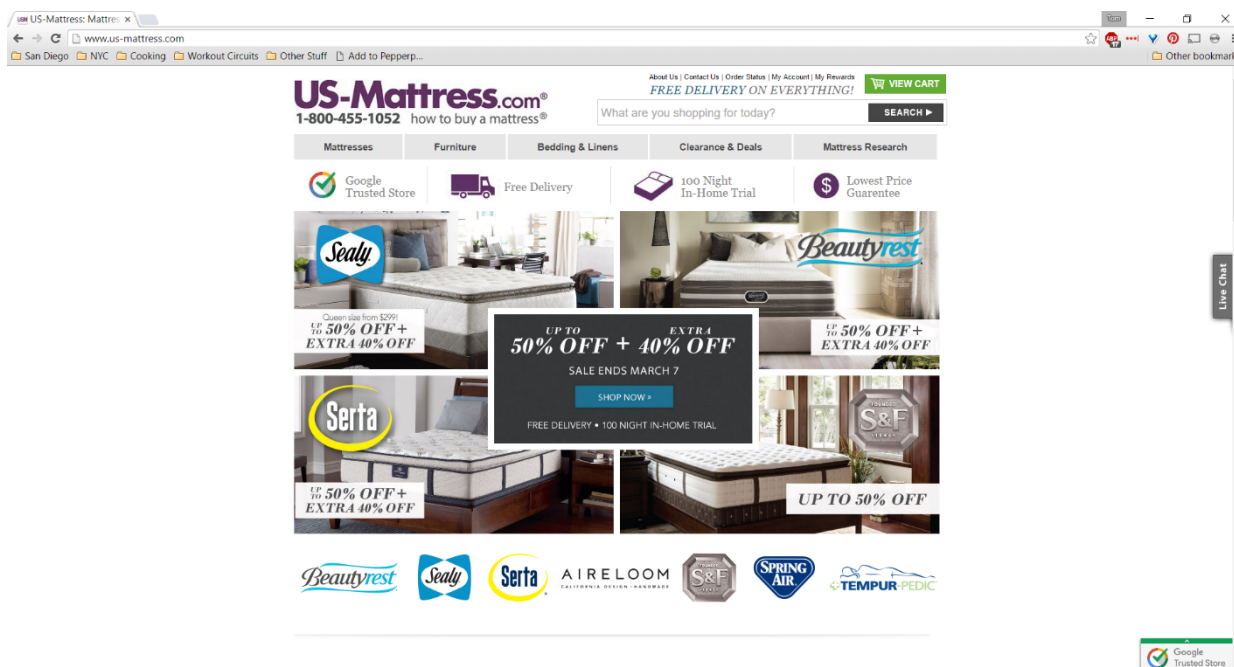 USM US-Mattress: Mattres ×
Tom
www.us-mattress.com
ABP
17
San Diego NYC Cooking Workout Circuits Other Stuff Add to Pepperp...
Other bookmark
US-Mattress.com®
1-800-455-1052 how to buy a mattress®
About Us | Contact Us | Order Status | My Account | My Rewards
FREE DELIVERY ON EVERYTHING!
VIEW CART
What are you shopping for today?
SEARCH
Mattresses Furniture Bedding & Linens Clearance & Deals Mattress Research
Google
Trusted Store
Free Delivery
100 Night
In-Home Trial
$
Lowest Price
Guarentee
Sealy
Queen size from $299!
UP TO 50% OFF +
EXTRA 40% OFF
Beautyrest
UP TO 50% OFF +
EXTRA 40% OFF
UP TO EXTRA
50% OFF + 40% OFF
SALE ENDS MARCH 7
SHOP NOW »
FREE DELIVERY • 100 NIGHT IN-HOME TRIAL
Serta
UP TO 50% OFF +
EXTRA 40% OFF
S&F
UP TO 50% OFF
Live Chat
Beautyrest Sealy Serta AIRELOOM S&F SPRING AIR TEMPUR-PEDIC
CALIFORNIA DESIGN • HANDMADE
Google
Trusted Store